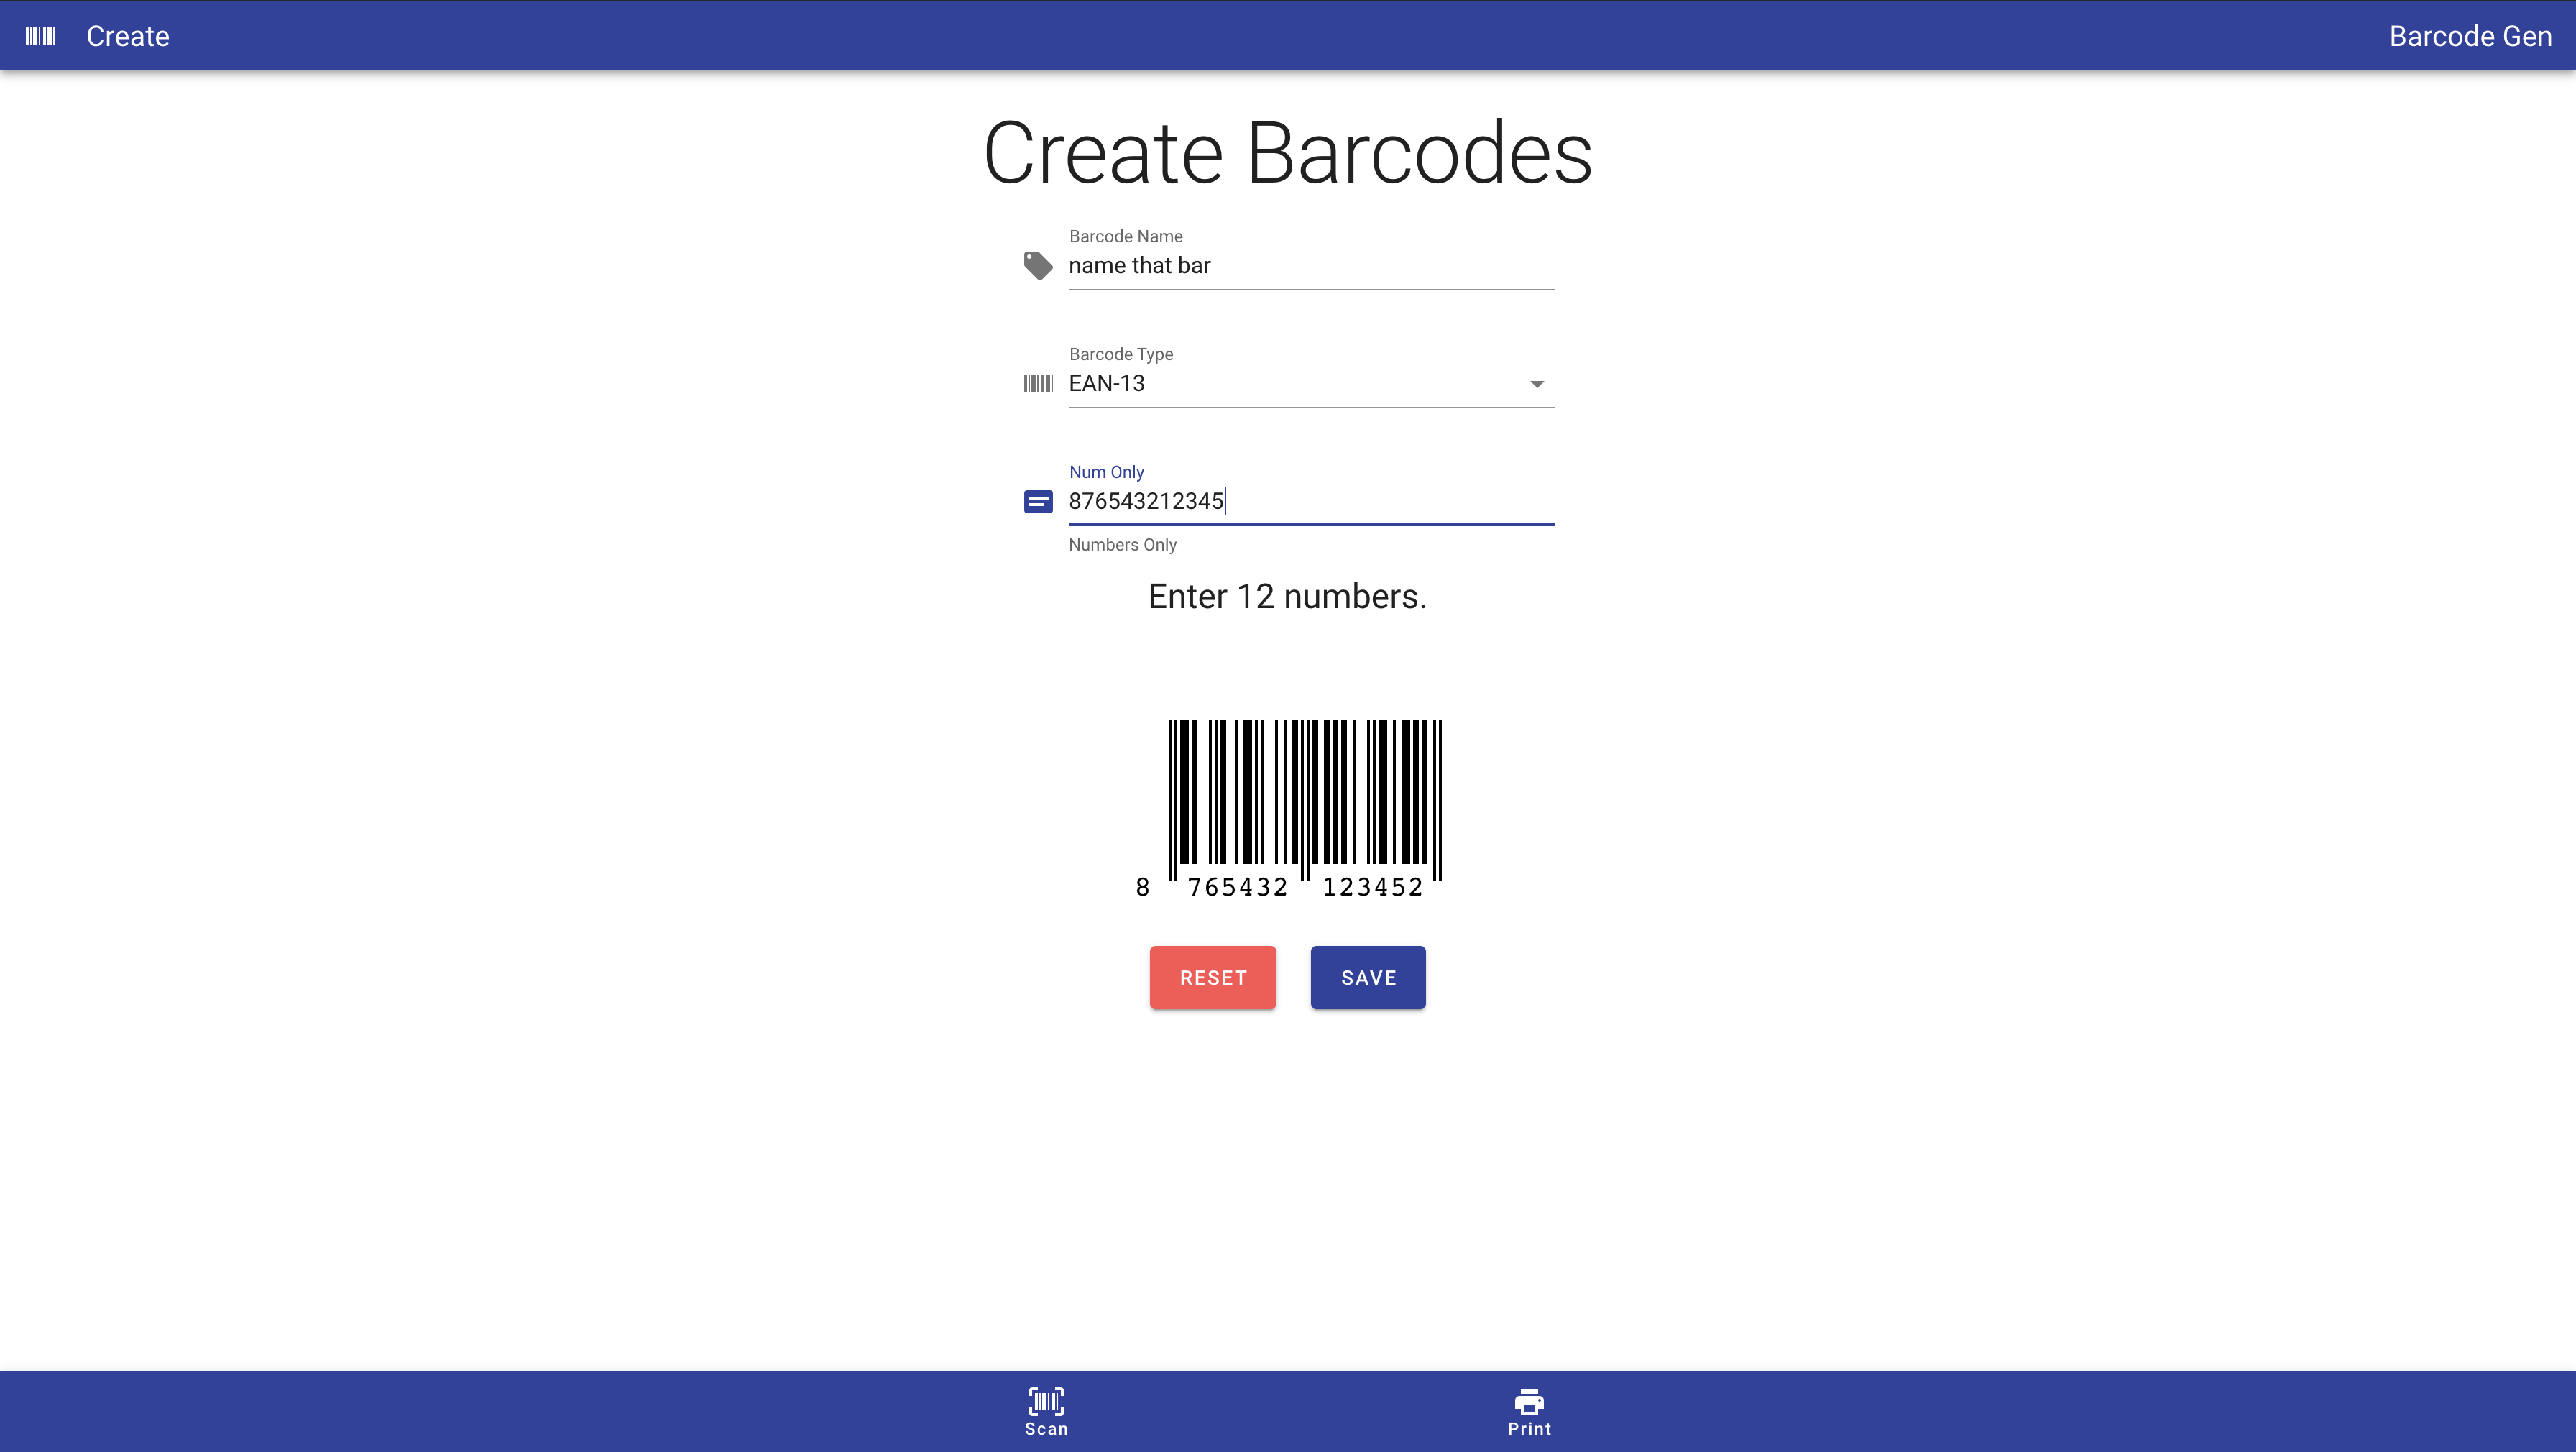 Create
Barcode Gen
Create Barcodes
Barcode Name
name that bar
Barcode Type
EAN-13
Num Only
876543212345
Numbers Only
Enter 12 numbers.
8 765432 123452
RESET SAVE
Scan Print